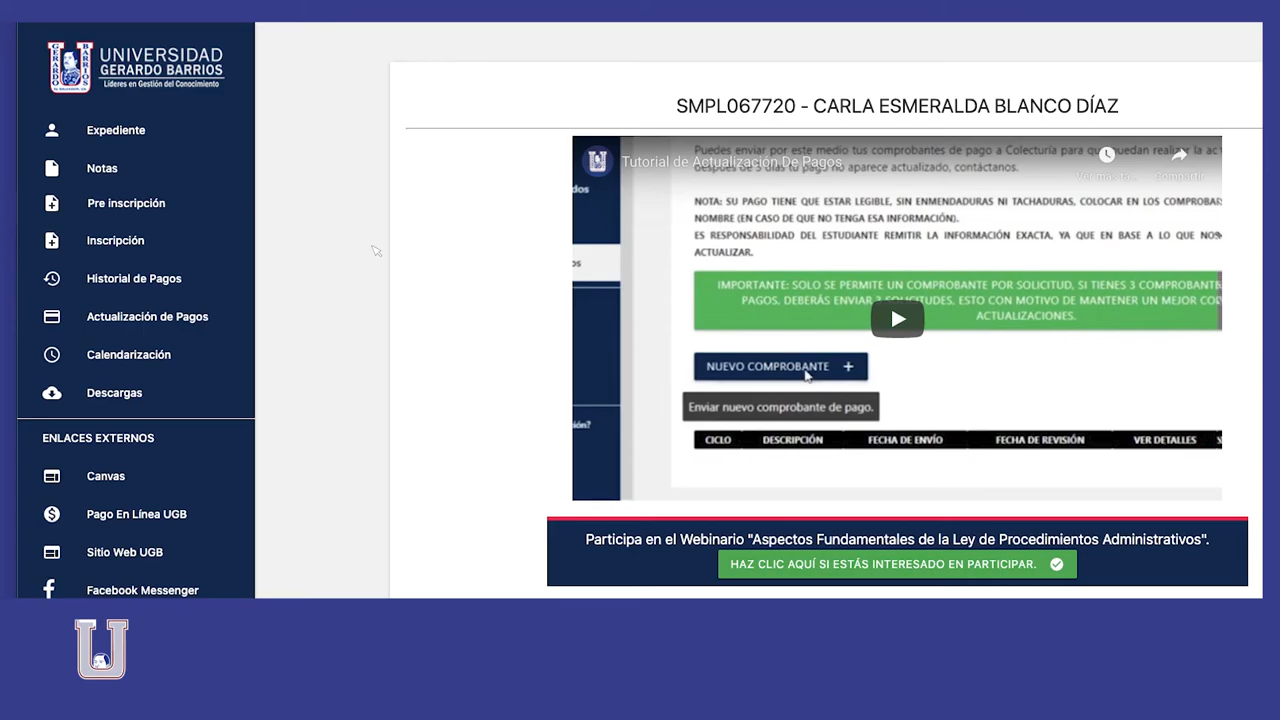 GERARDO BARRIOS
UNIVERSIDAD
GERARDO BARRIOS
Líderes en Gestión del Conocimiento
Expediente
Notas
Pre inscripción
Inscripción
Historial de Pagos
Actualización de Pagos
Calendarización
Descargas
ENLACES EXTERNOS
Canvas
Pago En Línea UGB
Sitio Web UGB
Facebook Messenger
SMPL067720 - CARLA ESMERALDA BLANCO DÍAZ
Tutorial de Actualización De Pagos
Puedes enviar por este medio tus comprobantes de pago a Colecturía para que puedan realizar la
después de 5 días tu pago no aparece actualizado, contáctanos.
Compartir
NOTA: SU PAGO TIENE QUE ESTAR LEGIBLE, SIN ENMENDADURAS NI TACHADURAS, COLOCAR EN LOS
NOMBRE (EN CASO DE QUE NO TENGA ESA INFORMACIÓN).
ES RESPONSABILIDAD DEL ESTUDIANTE REMITIR LA INFORMACIÓN EXACTA, YA QUE EN BASE A LO QUE
ACTUALIZAR.
IMPORTANTE: SOLO SE PERMITE UN COMPROBANTE POR SOLICITUD, SI TIENES 3
PAGOS, DEBERÁS ENVIAR 3 SOLICITUDES. ESTO CON MOTIVO DE MANTENER UN MEJOR
ACTUALIZACIONES.
NUEVO COMPROBANTE +
Enviar nuevo comprobante de pago.
CICLO DESCRIPCIÓN FECHA DE ENVÍO FECHA DE REVISIÓN VER DETALLES
Participa en el Webinario "Aspectos Fundamentales de la Ley de Procedimientos Administrativos".
HAZ CLIC AQUÍ SI ESTÁS INTERESADO EN PARTICIPAR.